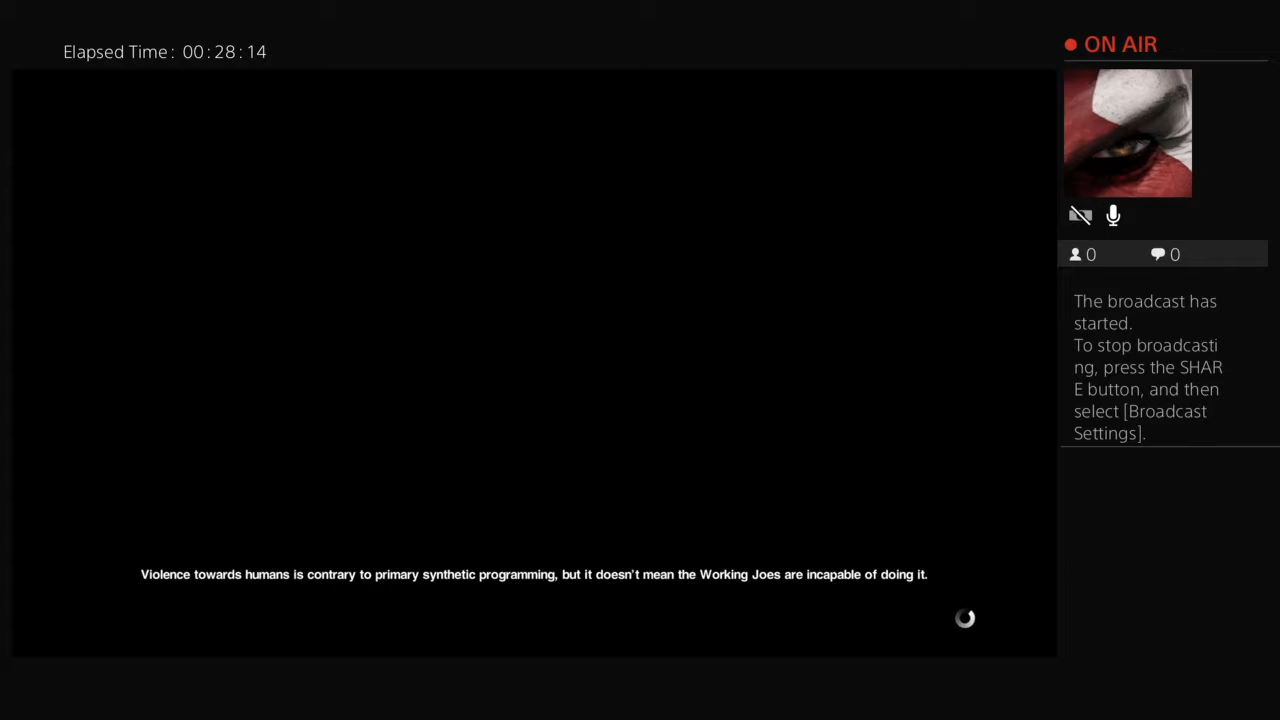 Elapsed Time: 00:28:14
ON AIR
0 0
The broadcast has
started.
To stop broadcasti
ng, press the SHAR
E button, and then
select [Broadcast
Settings].
Violence towards humans is contrary to primary synthetic programming, but it doesn't mean the Working Joes are incapable of doing it.